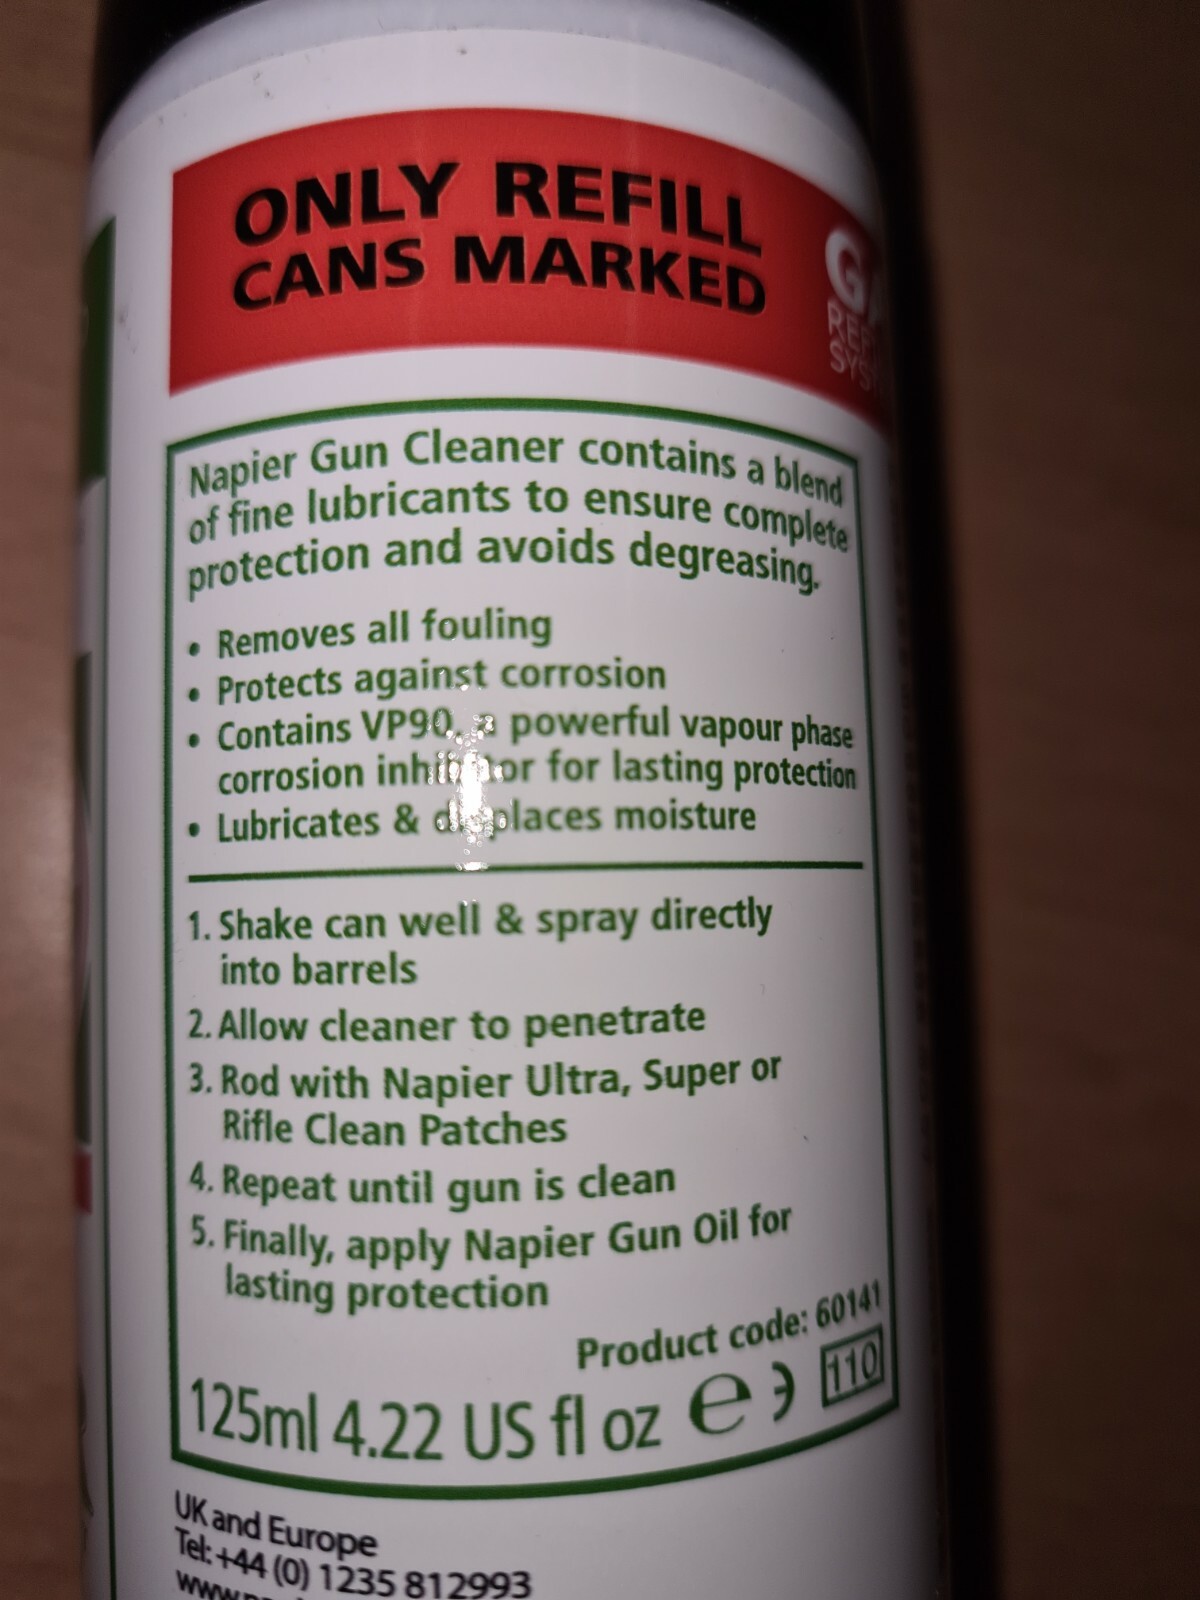 ONLY REFILL
CANS MARKED
Napier Gun Cleaner contains a blend
of fine lubricants to ensure complete
protection and avoids degreasing.
• Removes all fouling
• Protects against corrosion
• Contains VP90, a powerful vapour phase
corrosion inhibitor for lasting protection
• Lubricates & displaces moisture
1. Shake can well & spray directly
into barrels
2. Allow cleaner to penetrate
3. Rod with Napier Ultra, Super or
Rifle Clean Patches
4. Repeat until gun is clean
5. Finally, apply Napier Gun Oil for
lasting protection
Product code: 60141
125ml 4.22 US fl oz ℮ 110
UK and Europe
Tel: +44 (0) 1235 812993